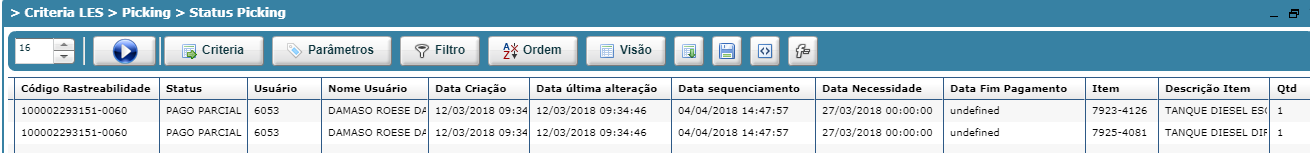 > Criteria LES > Picking > Status Picking
16 Criteria Parâmetros Filtro Ordem Visão
Código Rastreabilidade Status Usuário Nome Usuário Data Criação Data última alteração Data sequenciamento Data Necessidade Data Fim Pagamento Item Descrição Item Qtd
100002293151-0060 PAGO PARCIAL 6053 DAMASO ROESE DA 12/03/2018 09:34 12/03/2018 09:34:46 04/04/2018 14:47:57 27/03/2018 00:00:00 undefined 7923-4126 TANQUE DIESEL ESC 1
100002293151-0060 PAGO PARCIAL 6053 DAMASO ROESE DA 12/03/2018 09:34 12/03/2018 09:34:46 04/04/2018 14:47:57 27/03/2018 00:00:00 undefined 7925-4081 TANQUE DIESEL DIF 1